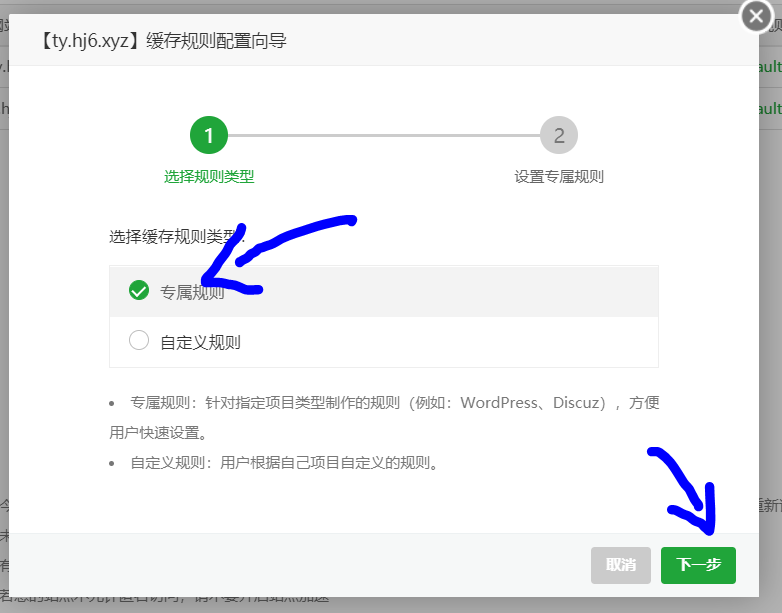 【ty.hj6.xyz】缓存规则配置向导
1
2
选择规则类型
设置专属规则
选择缓存规则类型:
专属规则
自定义规则
• 专属规则：针对指定项目类型制作的规则（例如：WordPress、Discuz），方便
用户快速设置。
• 自定义规则：用户根据自己项目自定义的规则。
取消
下一步
ault
ault